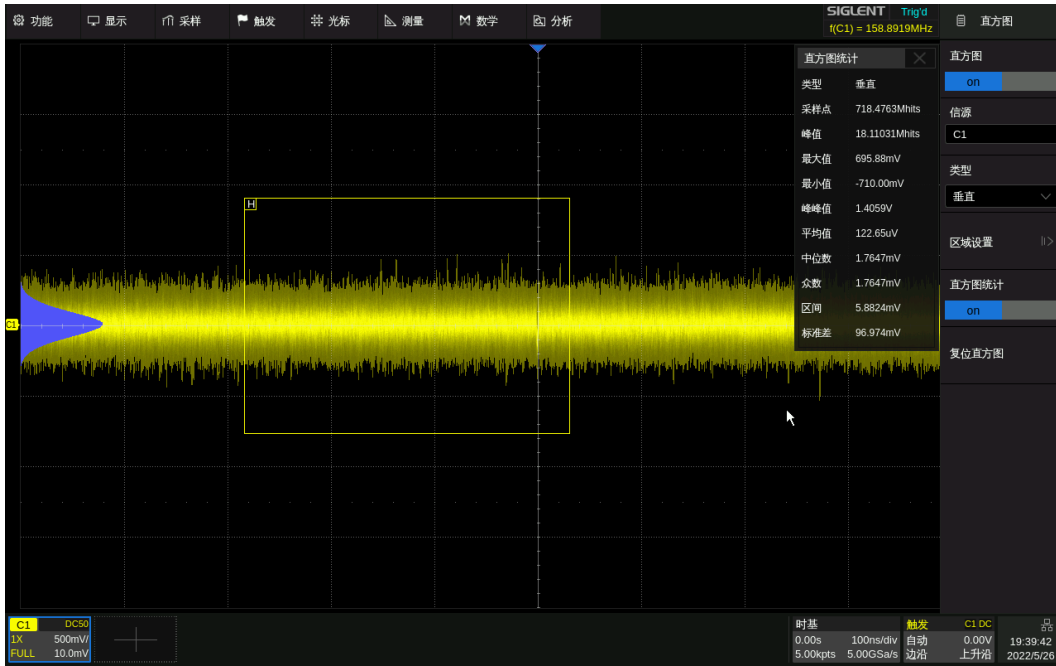 功能 显示 采样 触发 光标 测量 数学 分析
SIGLENT Trig'd
f(C1) = 158.8919MHz
直方图
直方图统计
类型 垂直
采样点 718.4763Mhits
峰值 18.11031Mhits
最大值 695.88mV
最小值 -710.00mV
峰峰值 1.4059V
平均值 122.65uV
中位数 1.7647mV
众数 1.7647mV
区间 5.8824mV
标准差 96.974mV
直方图
on
信源
C1
类型
垂直
区域设置
直方图统计
on
复位直方图
H
C1
C1 DC50
1X 500mV/
FULL 10.0mV
时基
0.00s 100ns/div
5.00kpts 5.00GSa/s
触发 C1 DC
自动 0.00V
边沿 上升沿
19:39:42
2022/5/26